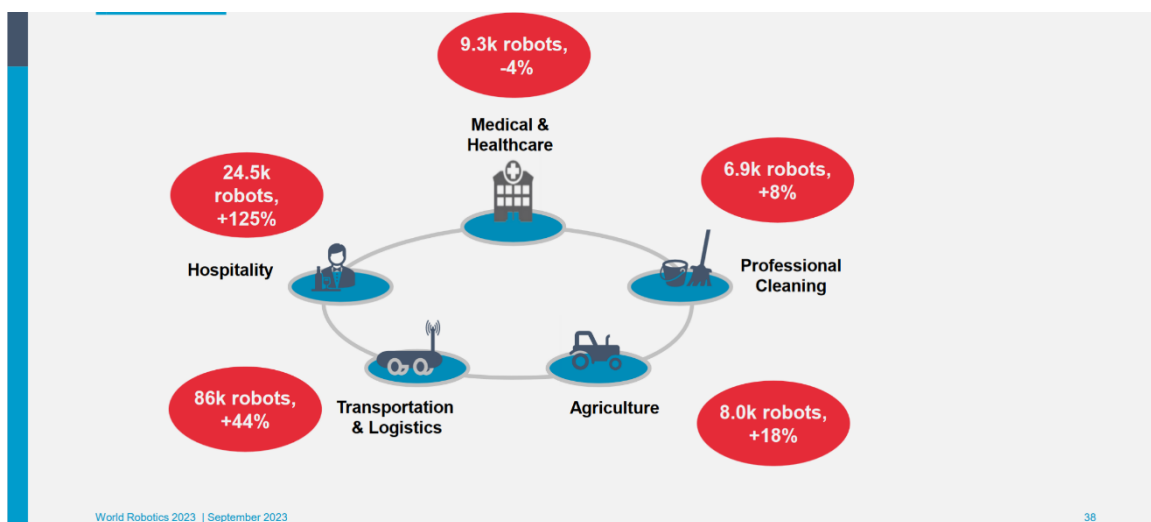 9.3k robots,
-4%
Medical &
Healthcare
24.5k
robots,
+125%
Hospitality
6.9k robots,
+8%
Professional
Cleaning
86k robots,
+44%
Transportation
& Logistics
Agriculture
8.0k robots,
+18%
World Robotics 2023 | September 2023
38